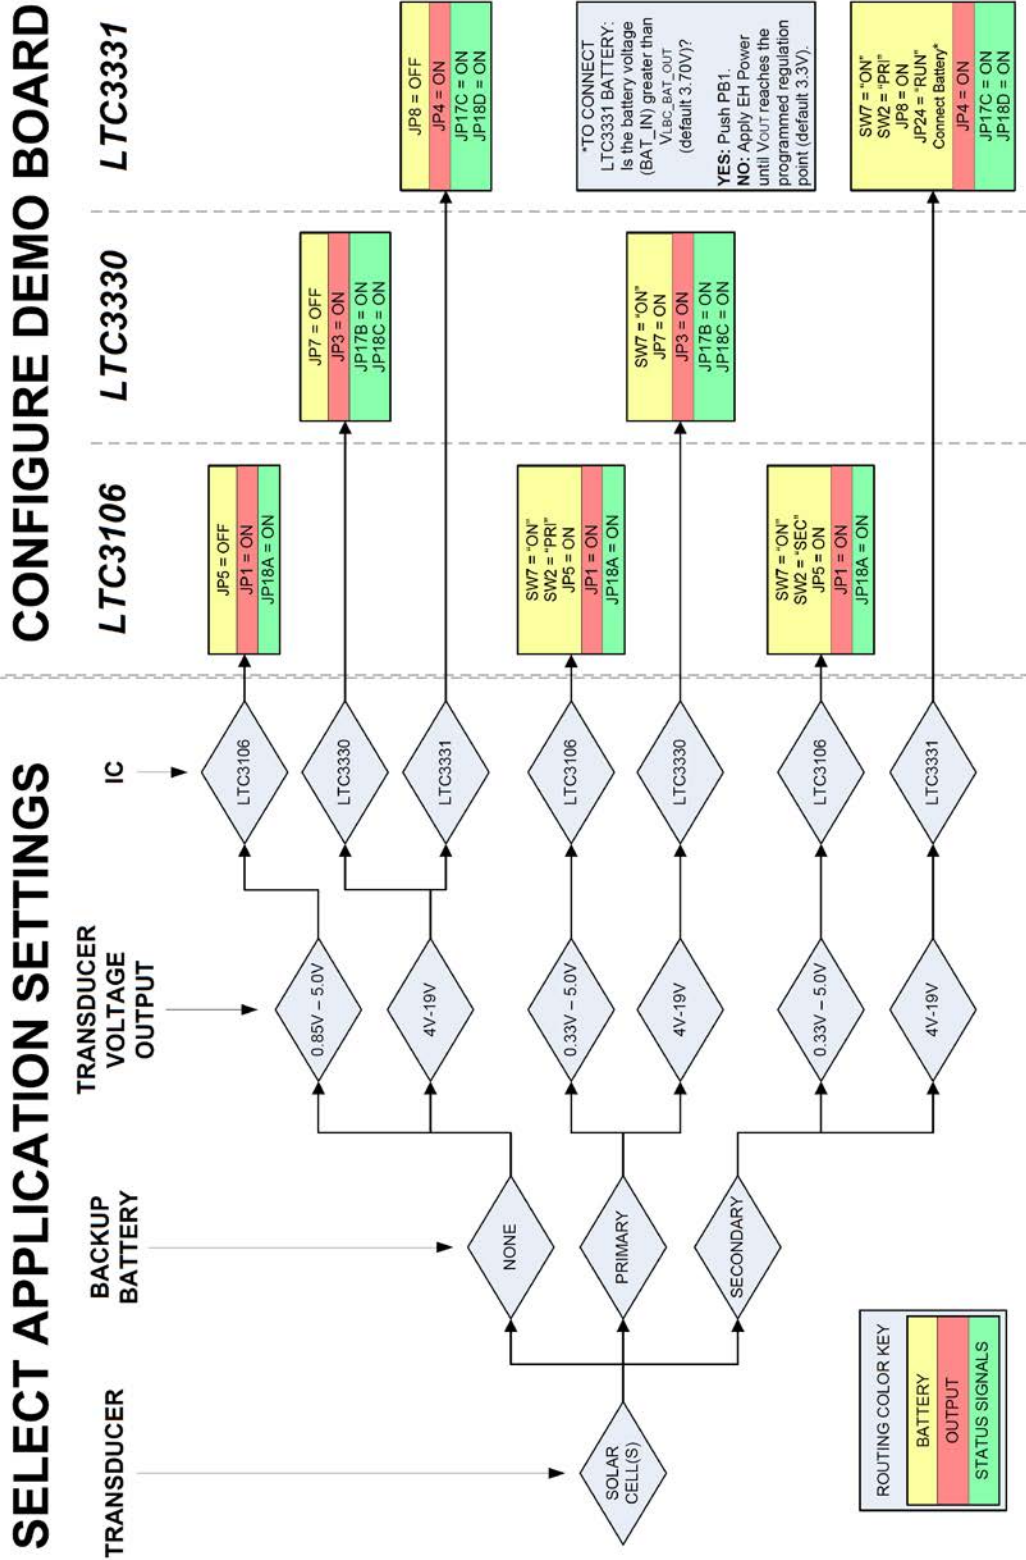 SELECT APPLICATION SETTINGS
CONFIGURE DEMO BOARD
TRANSDUCER
BACKUP
BATTERY
TRANSDUCER
VOLTAGE
OUTPUT
IC
LTC3106
LTC3330
LTC3331
SOLAR
CELL(S)
NONE
PRIMARY
SECONDARY
0.85V – 5.0V
4V-19V
0.33V – 5.0V
4V-19V
0.33V – 5.0V
4V-19V
LTC3106
LTC3330
LTC3331
LTC3106
LTC3330
LTC3106
LTC3331
JP5 = OFF
JP1 = ON
JP18A = ON
JP7 = OFF
JP3 = ON
JP17B = ON
JP18C = ON
JP8 = OFF
JP4 = ON
JP17C = ON
JP18D = ON
SW7 = "ON"
SW2 = "PRI"
JP5 = ON
JP1 = ON
JP18A = ON
SW7 = "ON"
JP7 = ON
JP3 = ON
JP17B = ON
JP18C = ON
*TO CONNECT
LTC3331 BATTERY:
Is the battery voltage
(BAT_IN) greater than
VLBC_BAT_OUT
(default 3.70V)?
YES: Push PB1.
NO: Apply EH Power
until VOUT reaches the
programmed regulation
point (default 3.3V).
SW7 = "ON"
SW2 = "SEC"
JP5 = ON
JP1 = ON
JP18A = ON
SW7 = "ON"
SW2 = "PRI"
JP8 = ON
JP24 = "RUN"
Connect Battery*
JP4 = ON
JP17C = ON
JP18D = ON
ROUTING COLOR KEY
BATTERY
OUTPUT
STATUS SIGNALS